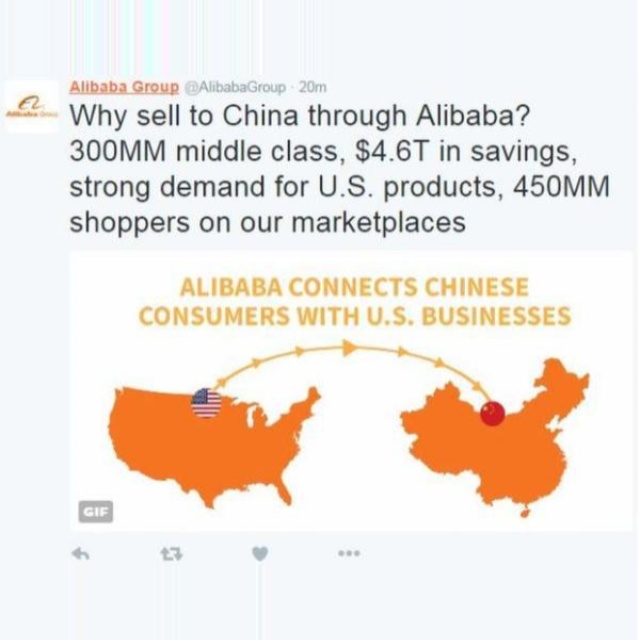 Alibaba Group @AlibabaGroup · 20m
Why sell to China through Alibaba?
300MM middle class, $4.6T in savings,
strong demand for U.S. products, 450MM
shoppers on our marketplaces
ALIBABA CONNECTS CHINESE
CONSUMERS WITH U.S. BUSINESSES
GIF